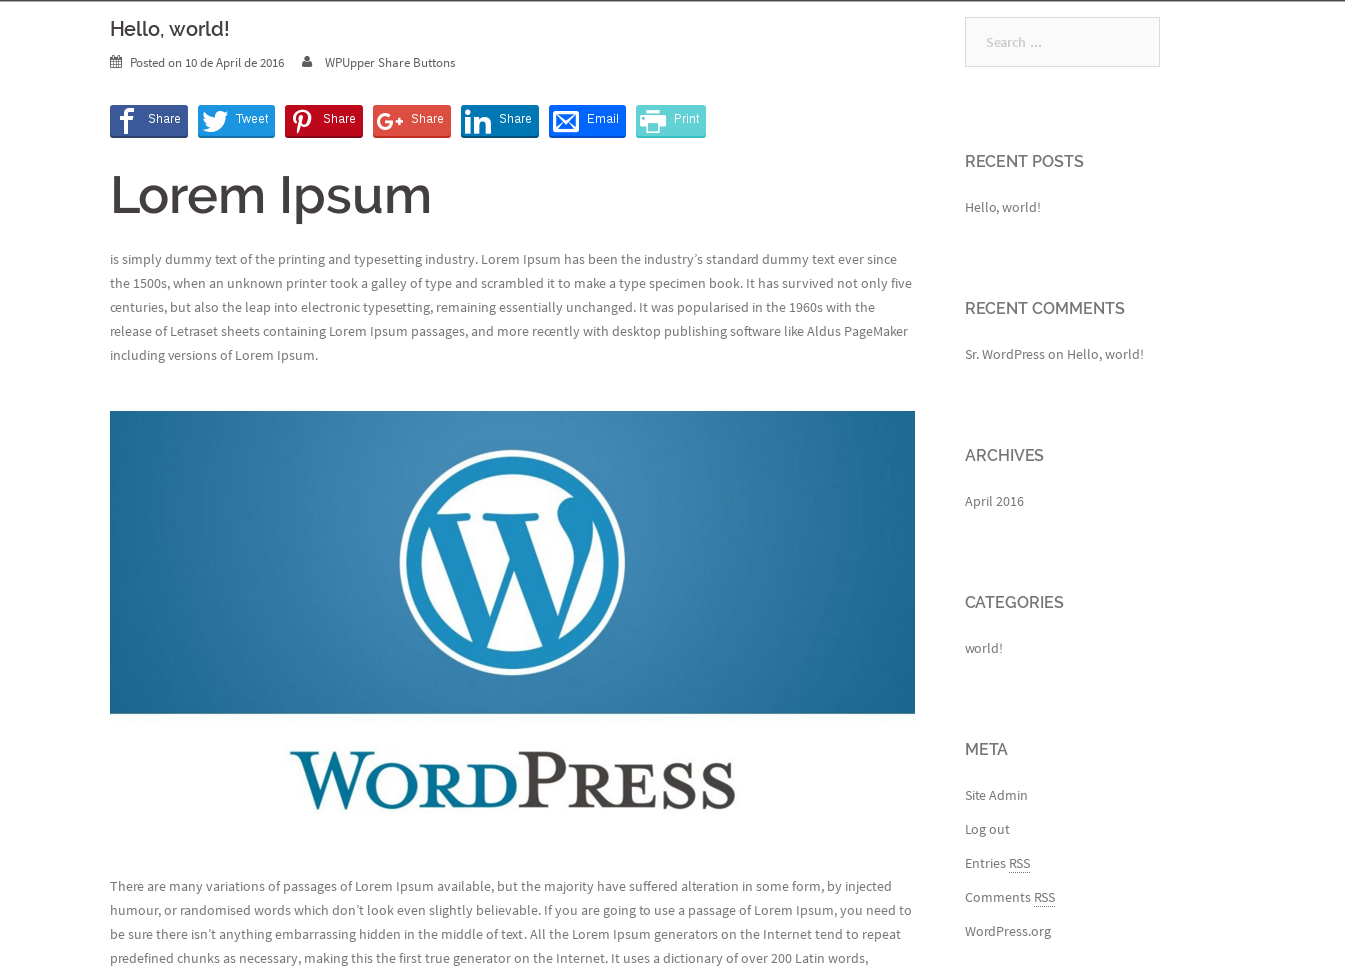 Hello, world!
Posted on 10 de April de 2016 WPUpper Share Buttons
Share Tweet Share Share Share Email Print
Lorem Ipsum
is simply dummy text of the printing and typesetting industry. Lorem Ipsum has been the industry’s standard dummy text ever since
the 1500s, when an unknown printer took a galley of type and scrambled it to make a type specimen book. It has survived not only five
centuries, but also the leap into electronic typesetting, remaining essentially unchanged. It was popularised in the 1960s with the
release of Letraset sheets containing Lorem Ipsum passages, and more recently with desktop publishing software like Aldus PageMaker
including versions of Lorem Ipsum.
W
WORDPRESS
There are many variations of passages of Lorem Ipsum available, but the majority have suffered alteration in some form, by injected
humour, or randomised words which don’t look even slightly believable. If you are going to use a passage of Lorem Ipsum, you need to
be sure there isn’t anything embarrassing hidden in the middle of text. All the Lorem Ipsum generators on the Internet tend to repeat
predefined chunks as necessary, making this the first true generator on the Internet. It uses a dictionary of over 200 Latin words,
Search ...
RECENT POSTS
Hello, world!
RECENT COMMENTS
Sr. WordPress on Hello, world!
ARCHIVES
April 2016
CATEGORIES
world!
META
Site Admin
Log out
Entries RSS
Comments RSS
WordPress.org